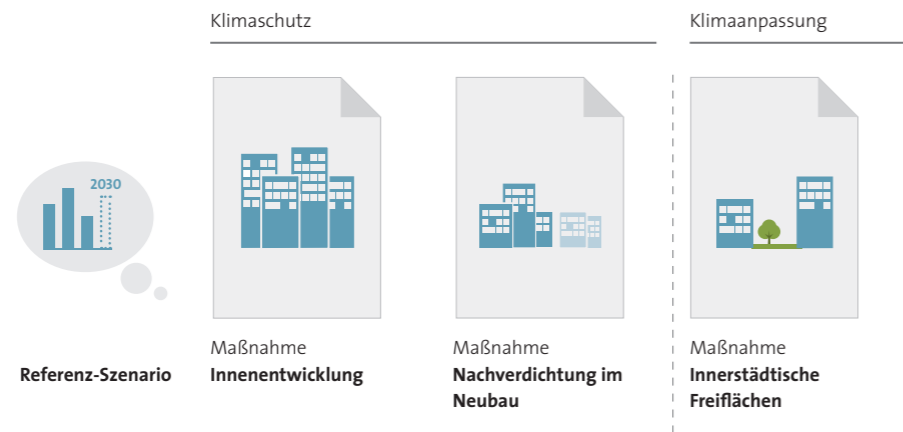 Klimaschutz
Klimaanpassung
2030
Referenz-Szenario
Maßnahme
Innenentwicklung
Maßnahme
Nachverdichtung im
Neubau
Maßnahme
Innerstädtische
Freiflächen